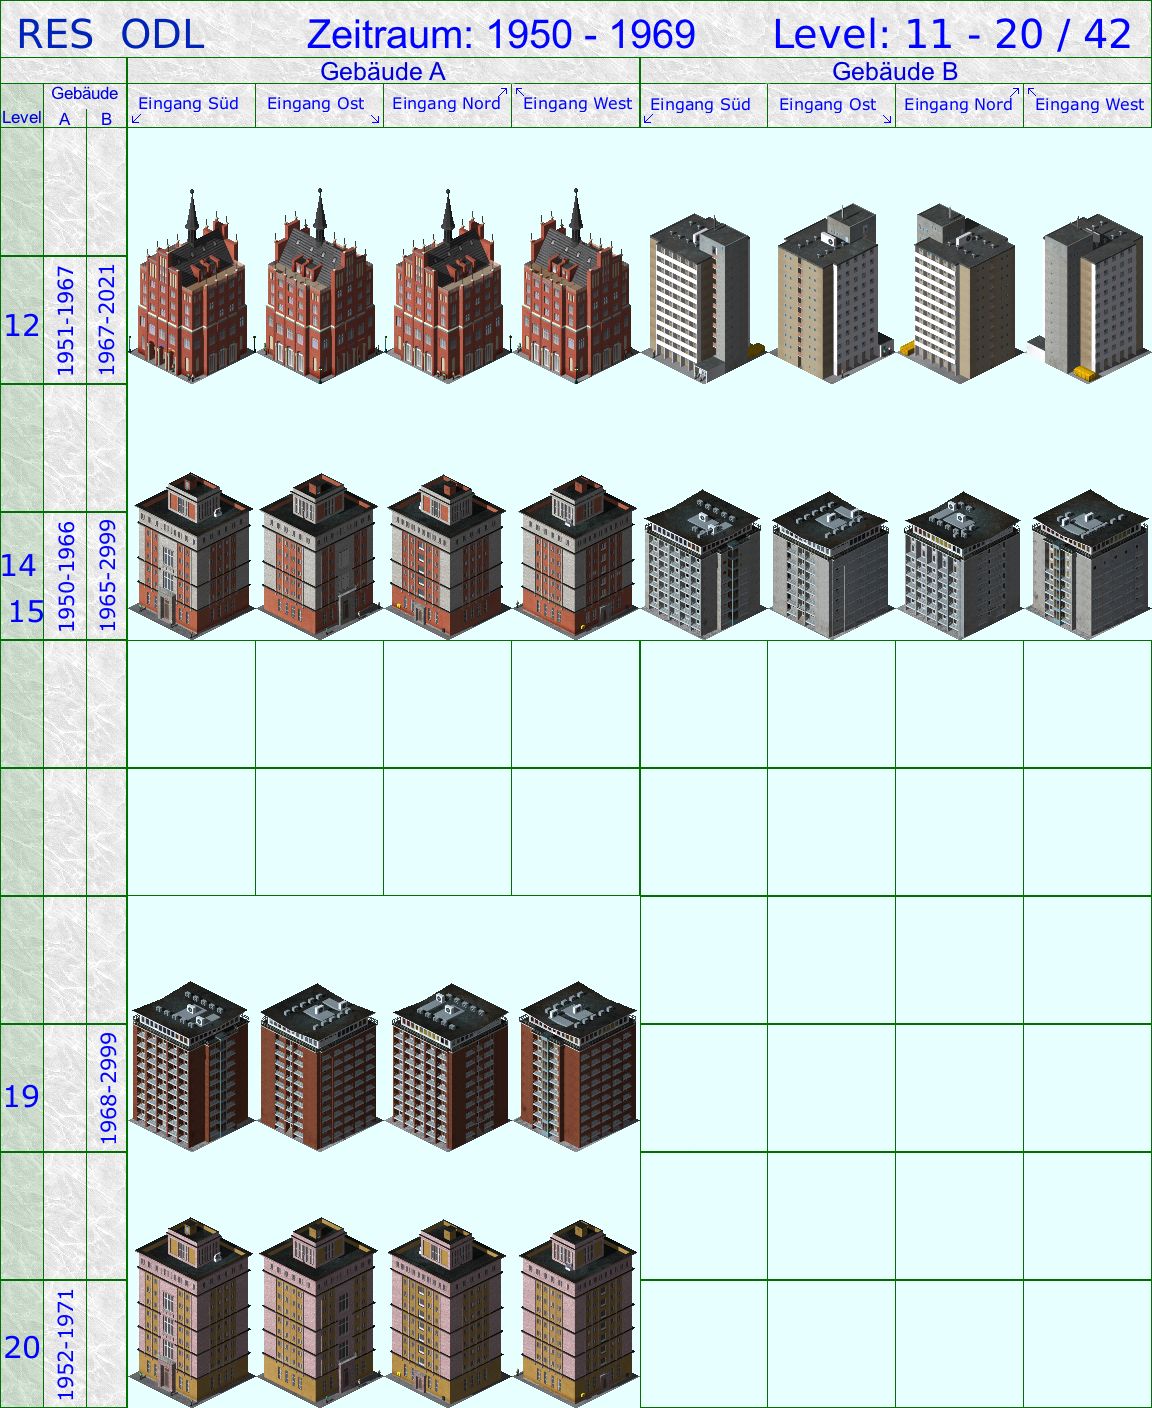 RES ODL Zeitraum: 1950 - 1969 Level: 11 - 20 / 42
Gebäude A Gebäude B
Level Gebäude A B Eingang Süd Eingang Ost Eingang Nord Eingang West Eingang Süd Eingang Ost Eingang Nord Eingang West
12 1951-1967 1967-2021
14 15 1950-1966 1965-2999
19 1968-2999
20 1952-1971